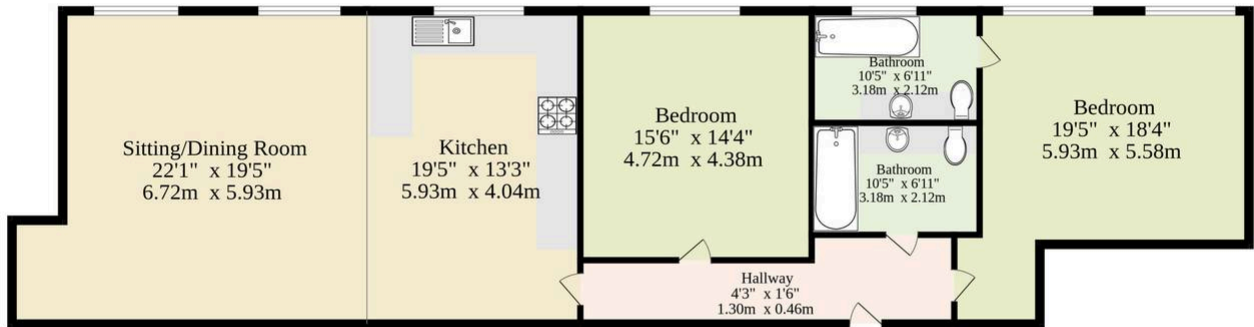 Sitting/Dining Room
22'1" x 19'5"
6.72m x 5.93m
Kitchen
19'5" x 13'3"
5.93m x 4.04m
Bedroom
15'6" x 14'4"
4.72m x 4.38m
Bathroom
10'5" x 6'11"
3.18m x 2.12m
Bathroom
10'5" x 6'11"
3.18m x 2.12m
Bedroom
19'5" x 18'4"
5.93m x 5.58m
Hallway
4'3" x 1'6"
1.30m x 0.46m